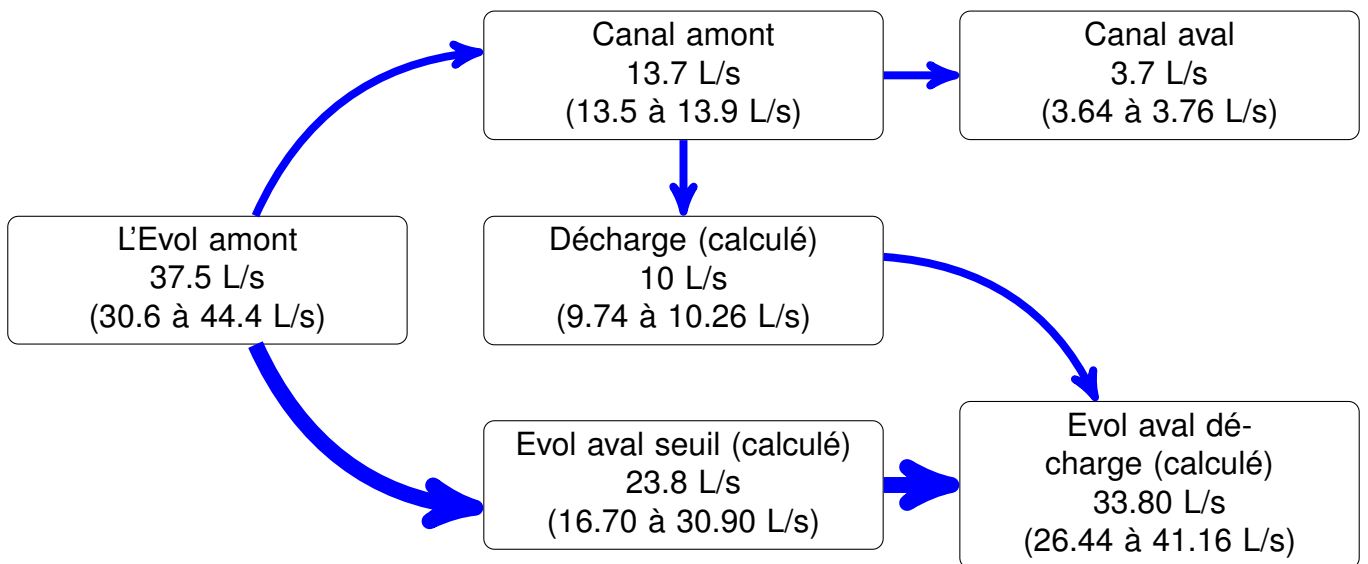 Canal amont
13.7 L/s
(13.5 à 13.9 L/s)
Canal aval
3.7 L/s
(3.64 à 3.76 L/s)
L'Evol amont
37.5 L/s
(30.6 à 44.4 L/s)
Décharge (calculé)
10 L/s
(9.74 à 10.26 L/s)
Evol aval seuil (calculé)
23.8 L/s
(16.70 à 30.90 L/s)
Evol aval dé-
charge (calculé)
33.80 L/s
(26.44 à 41.16 L/s)